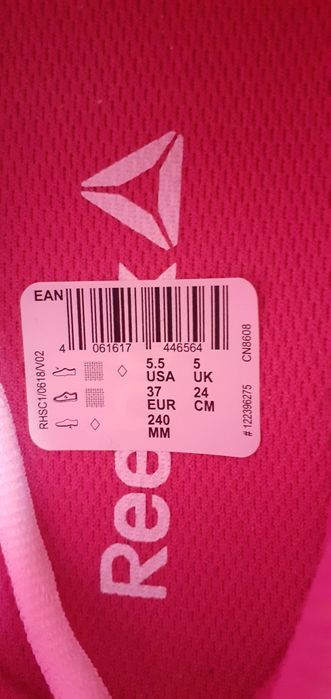 Reebok
EAN
4 061617 446564
RHSC1/0618/V02
5.5 USA
5 UK
37 EUR
24 CM
240 MM
CN8608
# 122396275